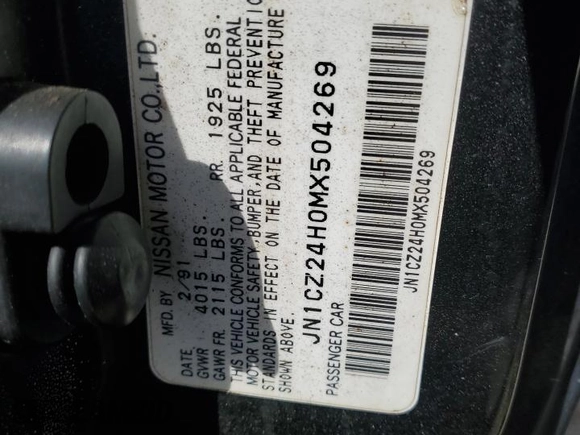 MFD. BY NISSAN MOTOR CO., LTD.
DATE 2/91
GVWR 4015 LBS.
GAWR FR. 2115 LBS. RR. 1925 LBS.
THIS VEHICLE CONFORMS TO ALL APPLICABLE FEDERAL
MOTOR VEHICLE SAFETY, BUMPER, AND THEFT PREVENTIO
STANDARDS IN EFFECT ON THE DATE OF MANUFACTURE
SHOWN ABOVE.
JN1CZ24H0MX504269
PASSENGER CAR
JN1CZ24H0MX504269